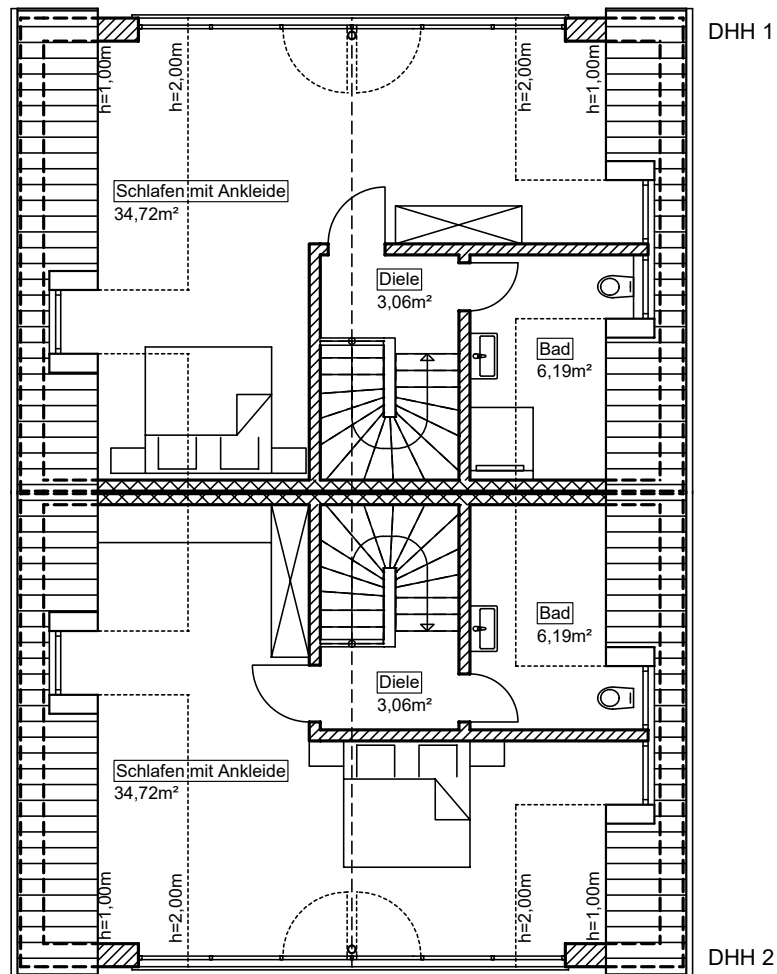 DHH 1
h=1,00m
h=2,00m
h=2,00m
h=1,00m
Schlafen mit Ankleide
34,72m²
Diele
3,06m²
Bad
6,19m²
Bad
6,19m²
Diele
3,06m²
Schlafen mit Ankleide
34,72m²
h=1,00m
h=2,00m
h=2,00m
h=1,00m
DHH 2